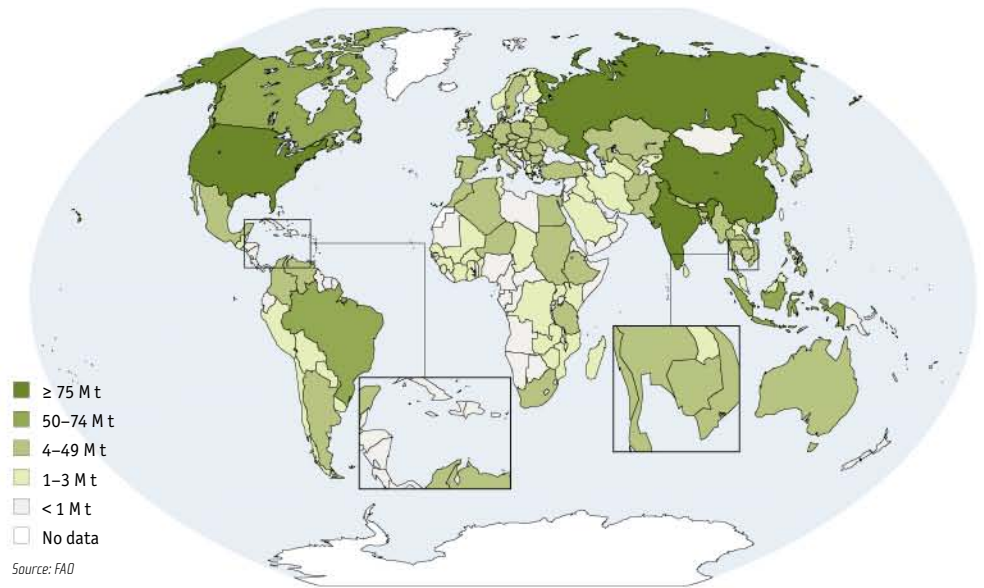 ≥ 75 M t
50–74 M t
4–49 M t
1–3 M t
< 1 M t
No data
Source: FAO